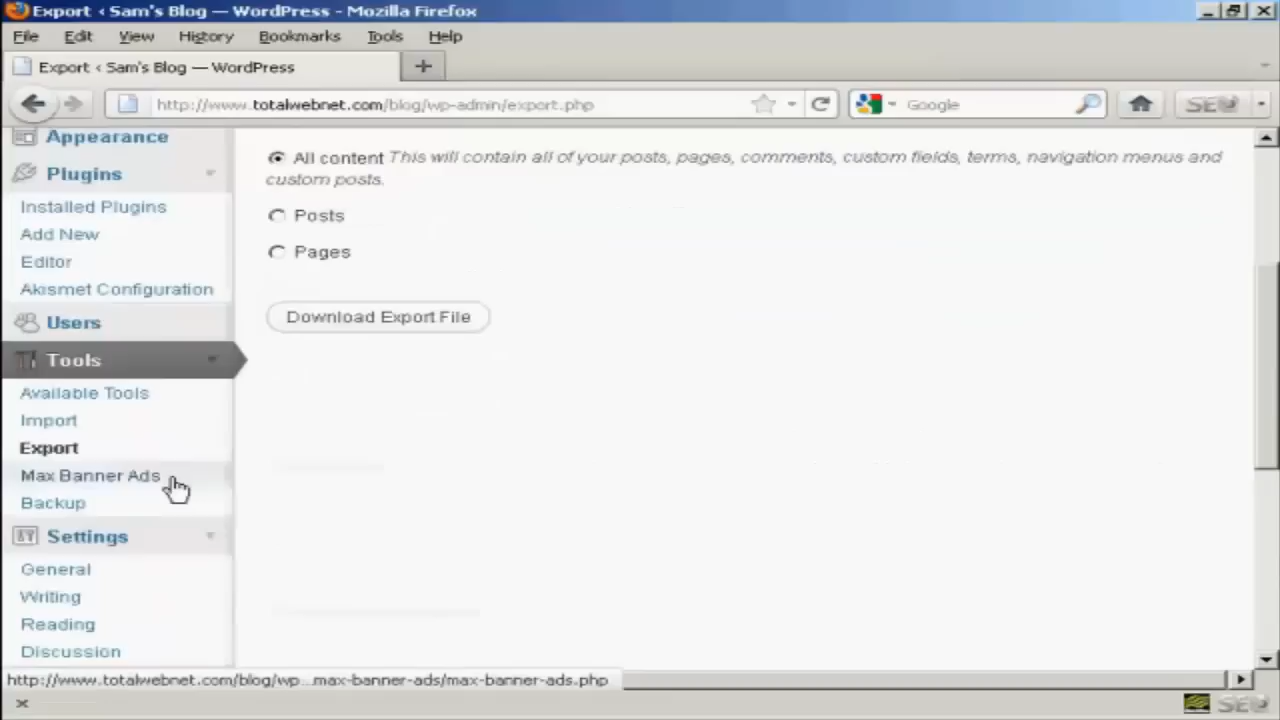 Export ‹ Sam's Blog — WordPress - Mozilla Firefox
File Edit View History Bookmarks Tools Help
Export ‹ Sam's Blog — WordPress
http://www.totalwebnet.com/blog/wp-admin/export.php Google
Appearance
Plugins
Installed Plugins
Add New
Editor
Akismet Configuration
Users
Tools
Available Tools
Import
Export
Max Banner Ads
Backup
Settings
General
Writing
Reading
Discussion
All content This will contain all of your posts, pages, comments, custom fields, terms, navigation menus and
custom posts.
Posts
Pages
Download Export File
http://www.totalwebnet.com/blog/wp...max-banner-ads/max-banner-ads.php